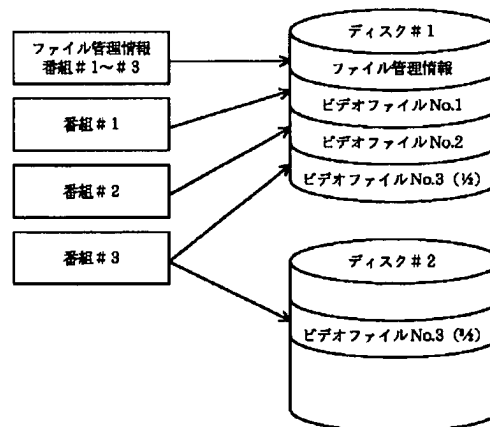 ファイル管理情報
番組#1〜#3
番組#1
番組#2
番組#3
ディスク#1
ファイル管理情報
ビデオファイルNo.1
ビデオファイルNo.2
ビデオファイルNo.3(½)
ディスク#2
ビデオファイルNo.3(²⁄₂)